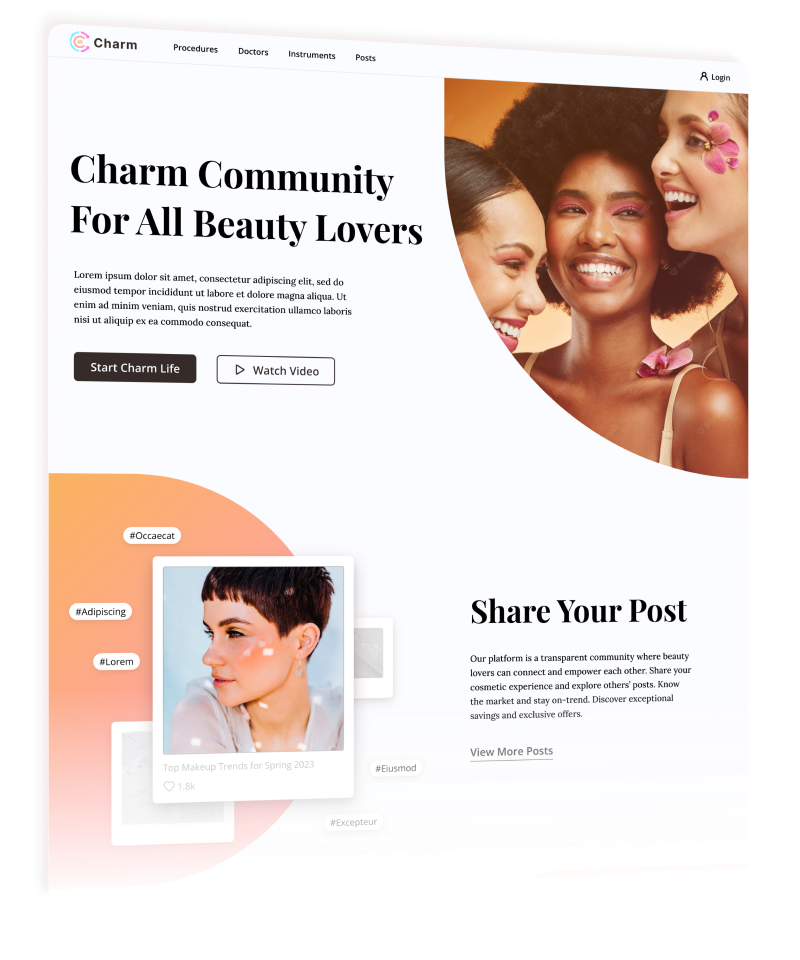 Charm
Procedures
Doctors
Instruments
Posts
Login
Charm Community
For All Beauty Lovers
Lorem ipsum dolor sit amet, consectetur adipiscing elit, sed do
eiusmod tempor incididunt ut labore et dolore magna aliqua. Ut
enim ad minim veniam, quis nostrud exercitation ullamco laboris
nisi ut aliquip ex ea commodo consequat.
Start Charm Life
Watch Video
#Occaecat
#Adipiscing
#Lorem
Top Makeup Trends for Spring 2023
1.8k
#Eiusmod
#Excepteur
Share Your Post
Our platform is a transparent community where beauty
lovers can connect and empower each other. Share your
cosmetic experience and explore others' posts. Know
the market and stay on-trend. Discover exceptional
savings and exclusive offers.
View More Posts